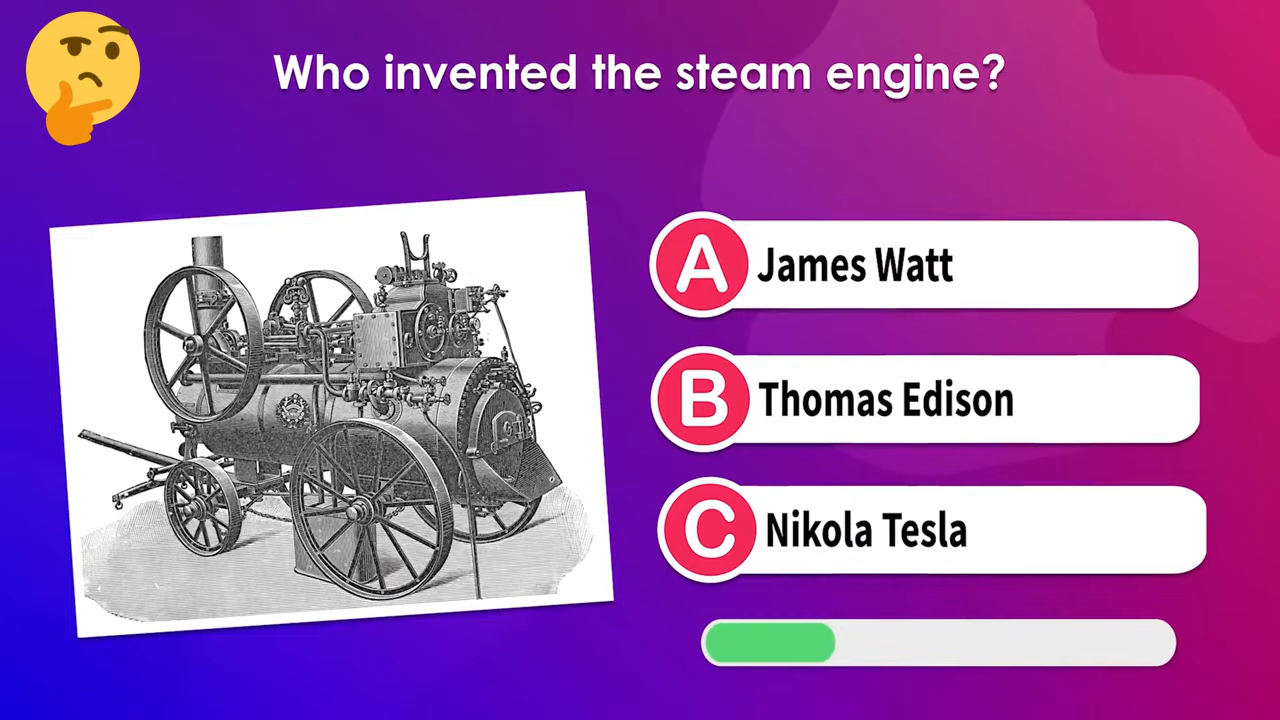 Who invented the steam engine?
A James Watt
B Thomas Edison
C Nikola Tesla